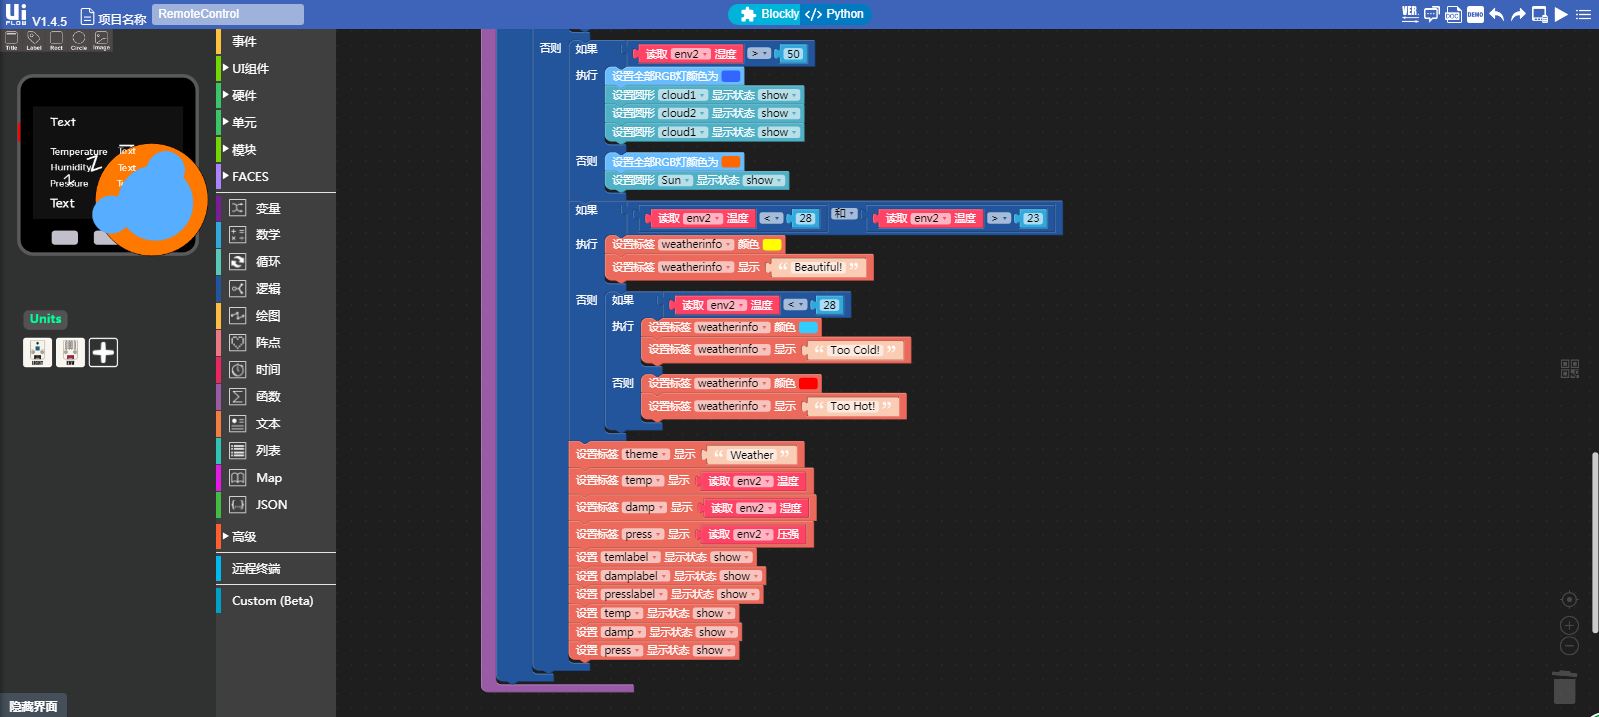 Ui
FLOW
V1.4.5
项目名称
RemoteControl
Blockly
</> Python
VER.
DOC
DEMO
Title
Label
Rect
Circle
Image
Text
Temperature
Text
Humidity
Text
Pressure
Text
Units
LIGHT
ENV
隐藏界面
事件
UI组件
硬件
单元
模块
FACES
变量
数学
循环
逻辑
绘图
阵点
时间
函数
文本
列表
Map
JSON
高级
远程终端
Custom (Beta)
否则 如果 读取 env2 湿度 > 50
执行 设置全部RGB灯颜色为
设置圆形 cloud1 显示状态 show
设置圆形 cloud2 显示状态 show
设置圆形 cloud1 显示状态 show
否则 设置全部RGB灯颜色为
设置圆形 Sun 显示状态 show
如果 读取 env2 温度 < 28 和 读取 env2 温度 > 23
执行 设置标签 weatherinfo 颜色
设置标签 weatherinfo 显示 “ Beautiful! ”
否则 如果 读取 env2 温度 < 28
执行 设置标签 weatherinfo 颜色
设置标签 weatherinfo 显示 “ Too Cold! ”
否则 设置标签 weatherinfo 颜色
设置标签 weatherinfo 显示 “ Too Hot! ”
设置标签 theme 显示 “ Weather ”
设置标签 temp 显示 读取 env2 温度
设置标签 damp 显示 读取 env2 湿度
设置标签 press 显示 读取 env2 压强
设置 temlabel 显示状态 show
设置 damplabel 显示状态 show
设置 presslabel 显示状态 show
设置 temp 显示状态 show
设置 damp 显示状态 show
设置 press 显示状态 show